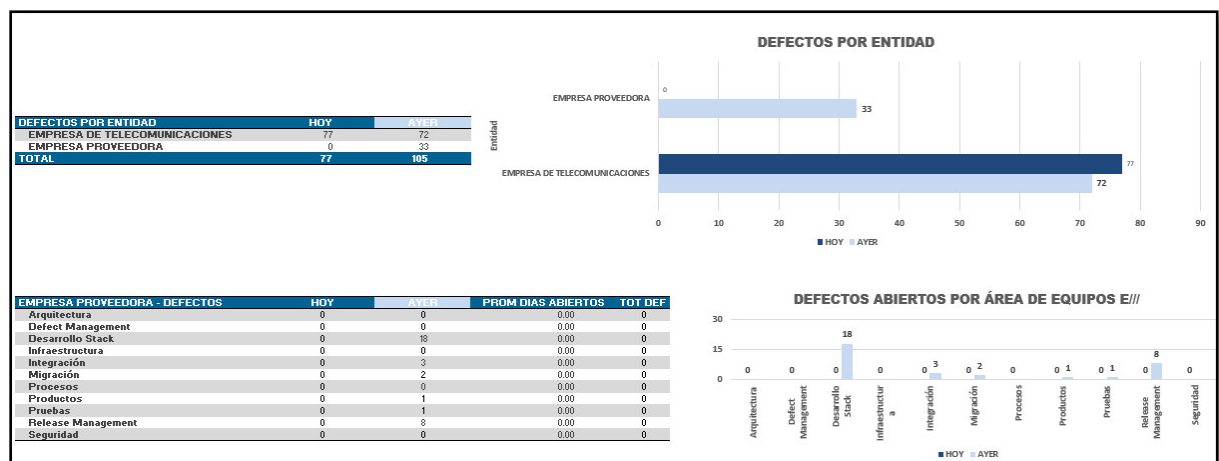 DEFECTOS POR ENTIDAD
EMPRESA PROVEEDORA
0
33
Entidad
EMPRESA DE TELECOMUNICACIONES
77
72
0 10 20 30 40 50 60 70 80 90
HOY AYER
DEFECTOS POR ENTIDAD HOY AYER
EMPRESA DE TELECOMUNICACIONES 77 72
EMPRESA PROVEEDORA 0 33
TOTAL 77 105
EMPRESA PROVEEDORA - DEFECTOS HOY AYER PROM DIAS ABIERTOS TOT DEF
Arquitectura 0 0 0.00 0
Defect Management 0 0 0.00 0
Desarrollo Stack 0 18 0.00 0
Infraestructura 0 0 0.00 0
Integración 0 3 0.00 0
Migración 0 2 0.00 0
Procesos 0 0 0.00 0
Productos 0 1 0.00 0
Pruebas 0 1 0.00 0
Release Management 0 8 0.00 0
Seguridad 0 0 0.00 0
DEFECTOS ABIERTOS POR ÁREA DE EQUIPOS E///
30
15
0
0 0 0 18 0 0 3 0 2 0 0 1 0 1 0 8 0
Arquitectura
Defect
Management
Desarrollo
Stack
Infraestructur
a
Integración
Migración
Procesos
Productos
Pruebas
Release
Management
Seguridad
HOY AYER